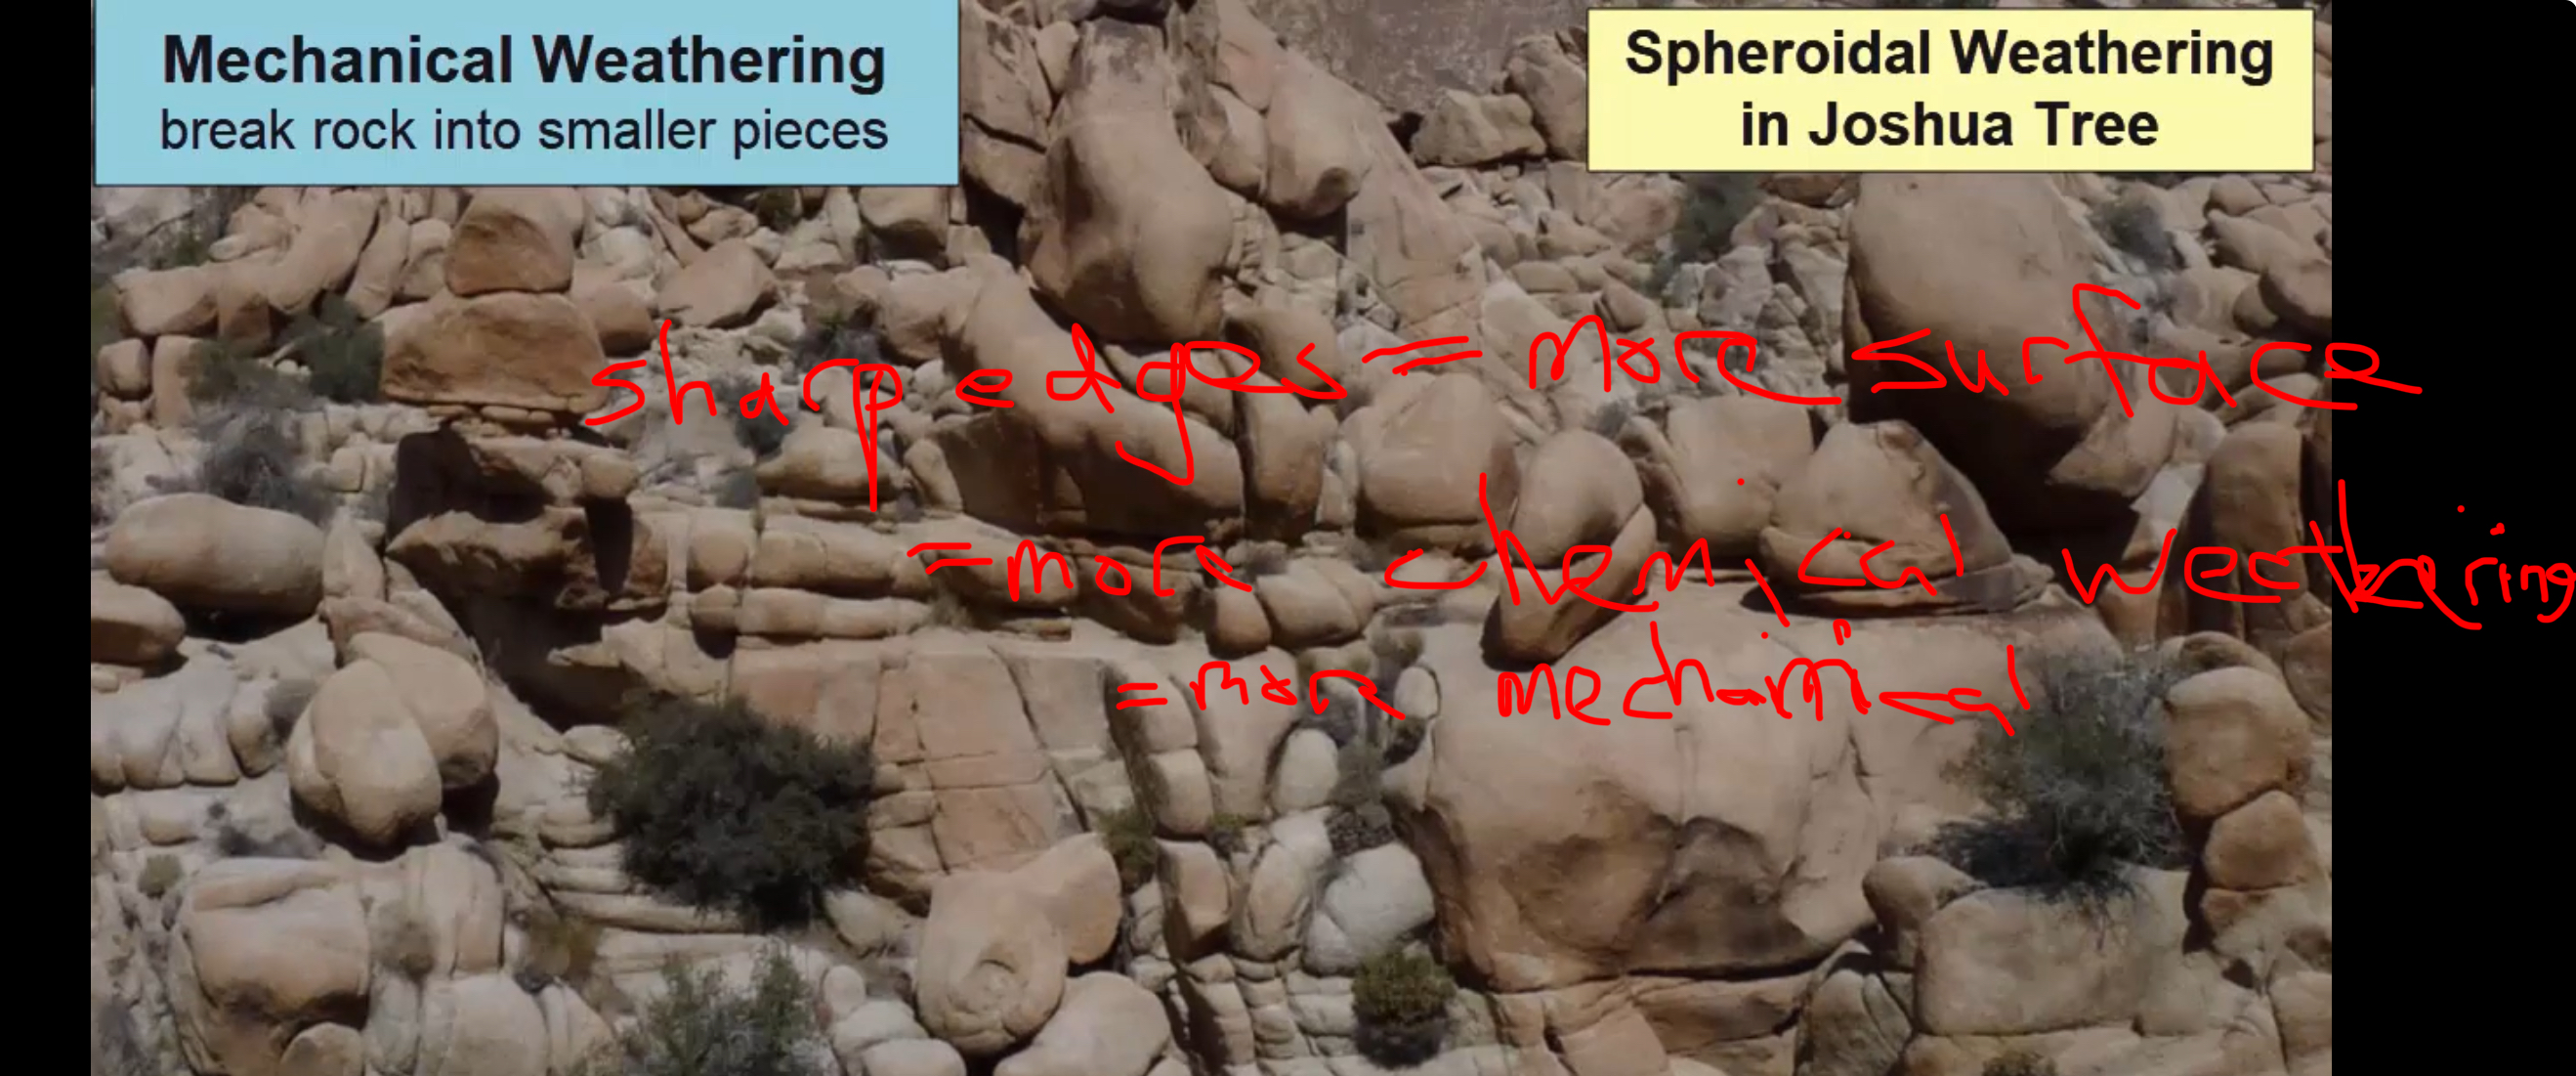 Mechanical Weathering
break rock into smaller pieces
Spheroidal Weathering
in Joshua Tree
sharp edges = more surface
= more chemical weathering
= more mechanical